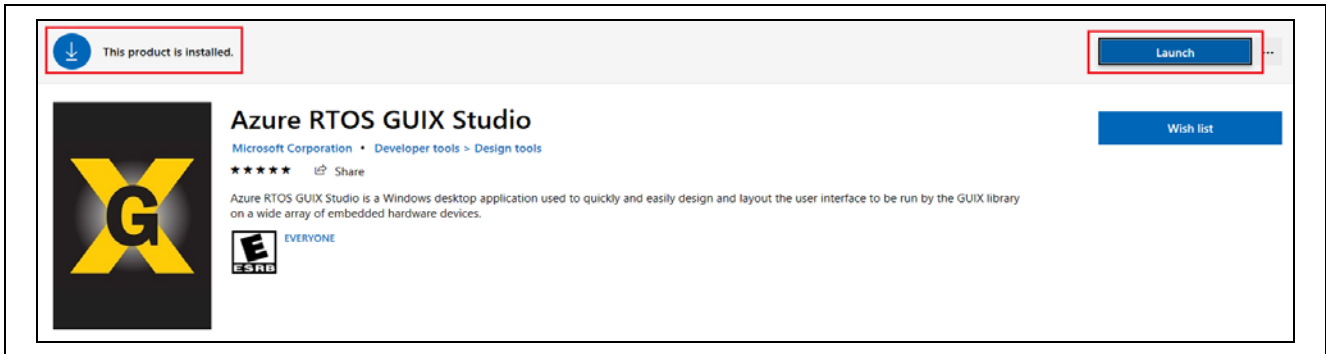 This product is installed.
Launch
...
Azure RTOS GUIX Studio
Microsoft Corporation • Developer tools > Design tools
★★★★★ Share
Wish list
Azure RTOS GUIX Studio is a Windows desktop application used to quickly and easily design and layout the user interface to be run by the GUIX library
on a wide array of embedded hardware devices.
G
X
E
ESRB
EVERYONE